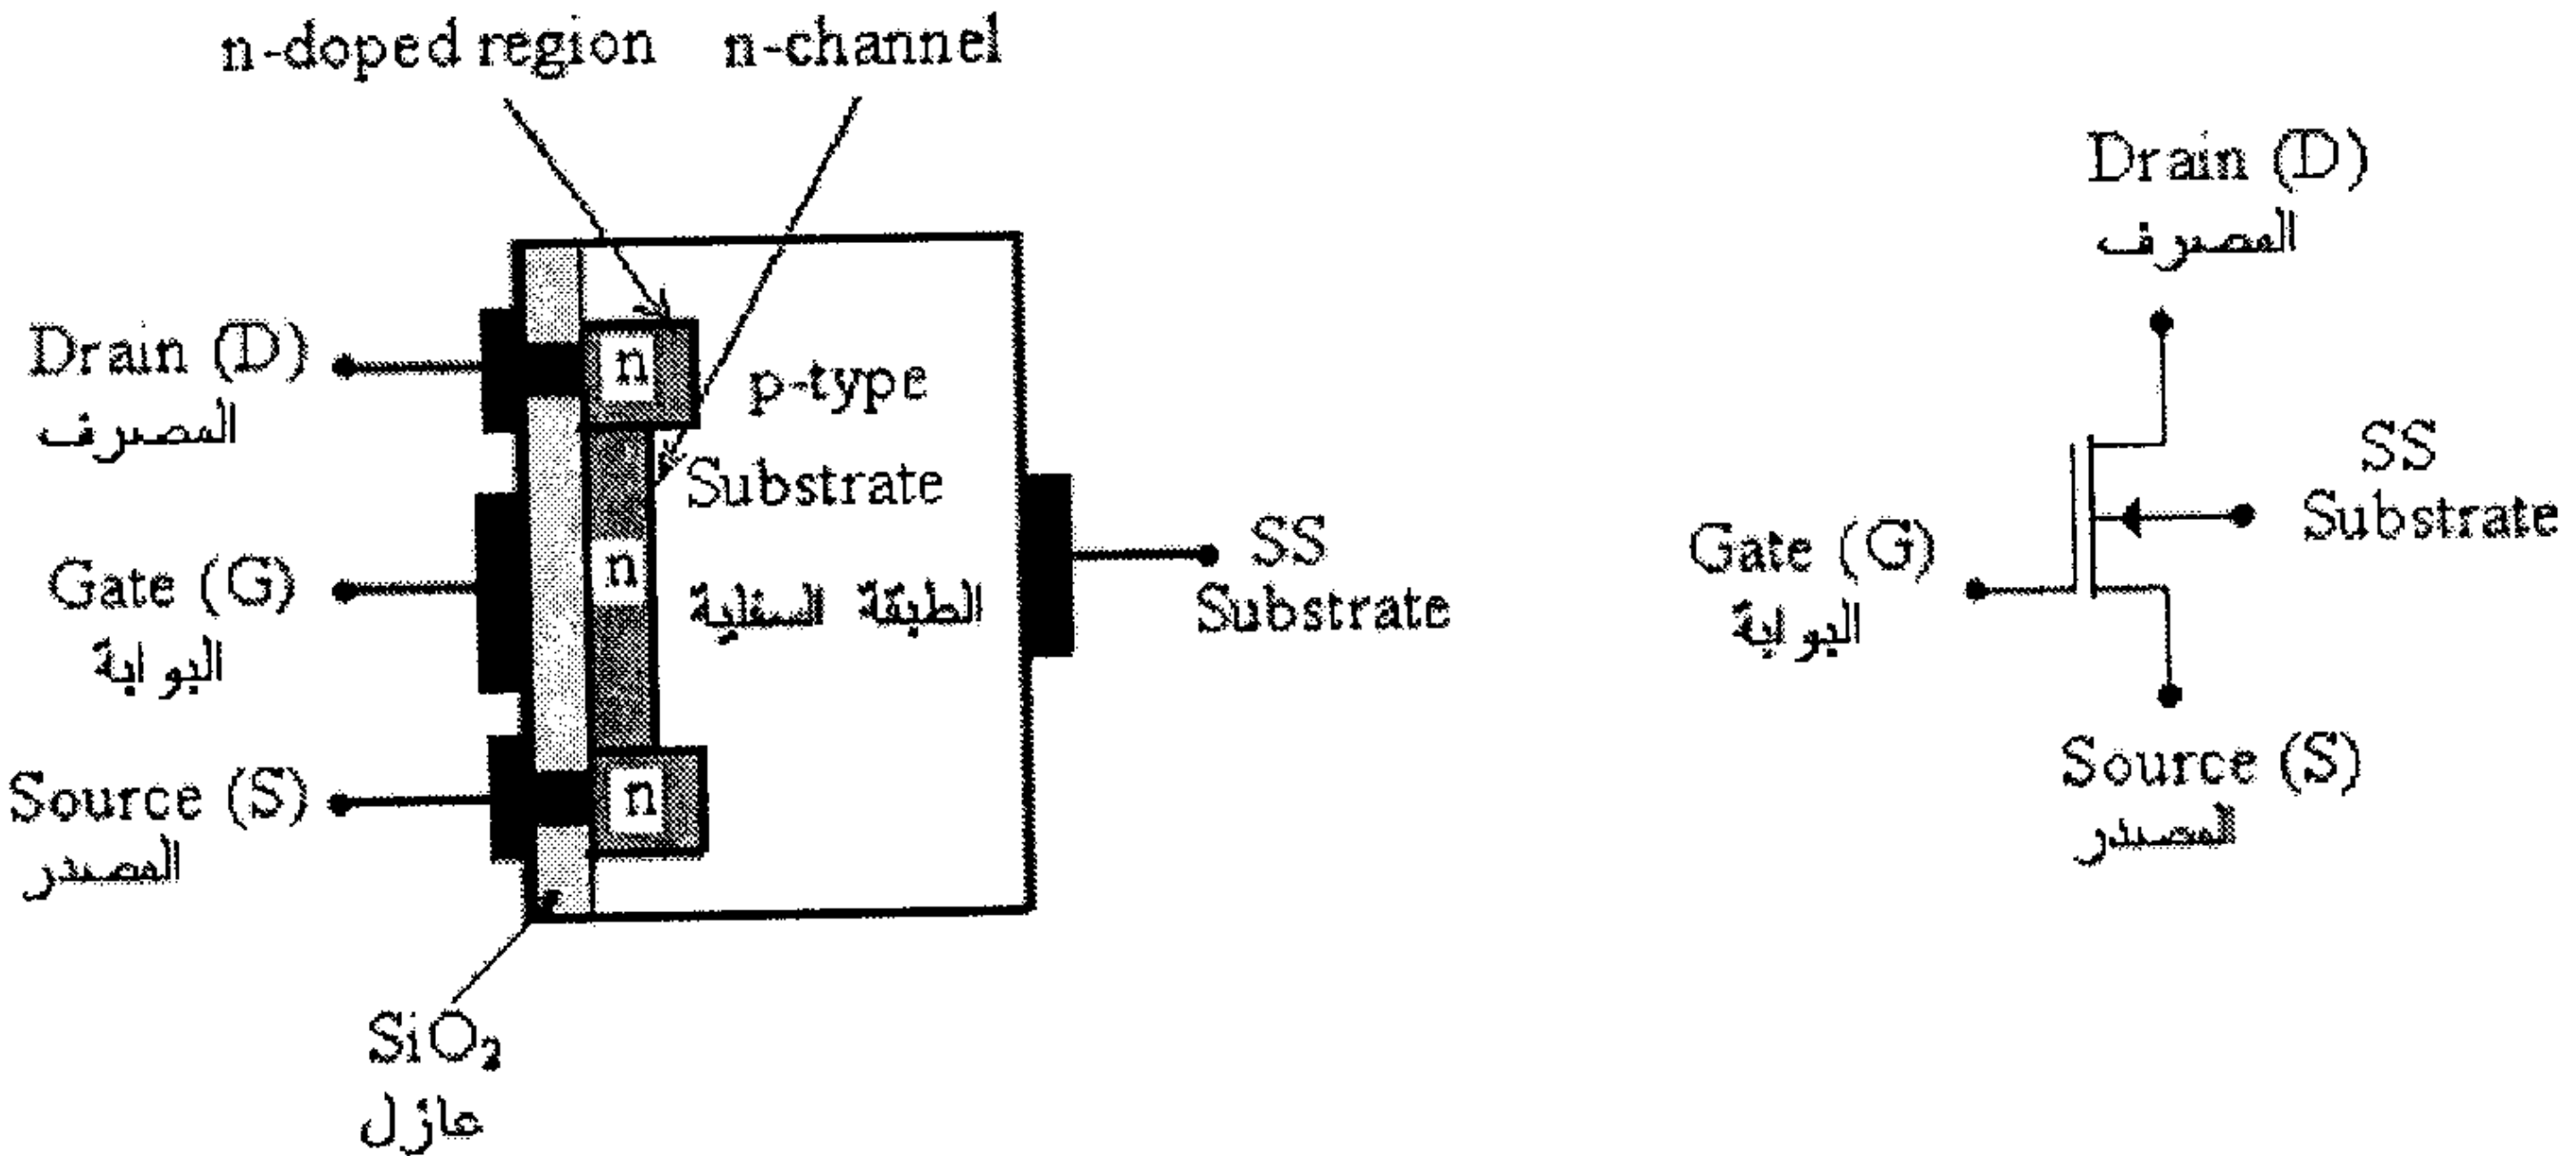 n-doped region
n-channel
Drain (D)
المصرف
n
p-type
Substrate
الطبقة السفلية
n
Gate (G)
البوابة
SS
Substrate
n
Source (S)
المصدر
SiO₂
عازل
Drain (D)
المصرف
SS
Substrate
Gate (G)
البوابة
Source (S)
المصدر